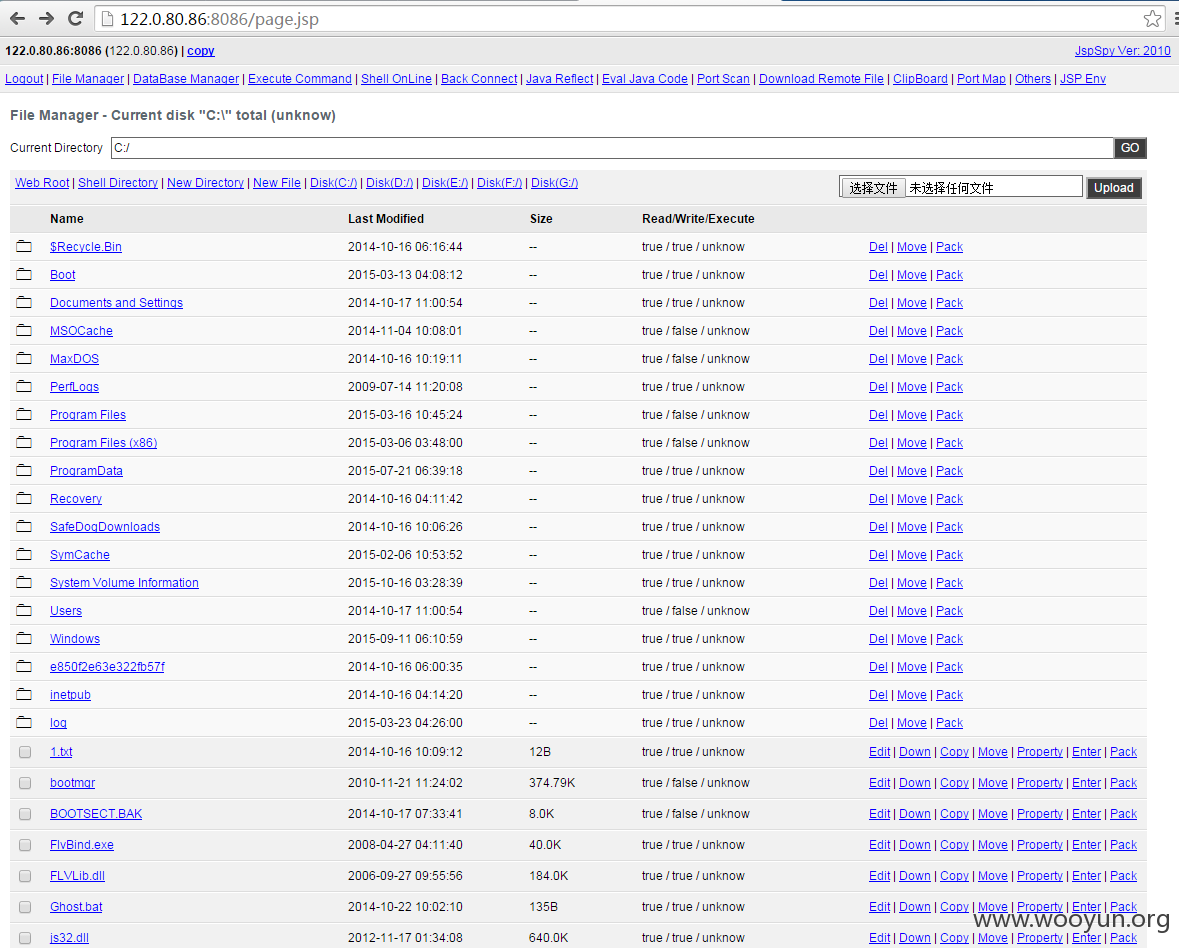 122.0.80.86:8086/page.jsp
122.0.80.86:8086 (122.0.80.86) | copy JspSpy Ver: 2010
Logout | File Manager | DataBase Manager | Execute Command | Shell OnLine | Back Connect | Java Reflect | Eval Java Code | Port Scan | Download Remote File | ClipBoard | Port Map | Others | JSP Env
File Manager - Current disk "C:\" total (unknow)
Current Directory C:/ GO
Web Root | Shell Directory | New Directory | New File | Disk(C:/) | Disk(D:/) | Disk(E:/) | Disk(F:/) | Disk(G:/) 选择文件 未选择任何文件 Upload
Name Last Modified Size Read/Write/Execute
$Recycle.Bin 2014-10-16 06:16:44 -- true / true / unknow Del | Move | Pack
Boot 2015-03-13 04:08:12 -- true / true / unknow Del | Move | Pack
Documents and Settings 2014-10-17 11:00:54 -- true / true / unknow Del | Move | Pack
MSOCache 2014-11-04 10:08:01 -- true / false / unknow Del | Move | Pack
MaxDOS 2014-10-16 10:19:11 -- true / false / unknow Del | Move | Pack
PerfLogs 2009-07-14 11:20:08 -- true / true / unknow Del | Move | Pack
Program Files 2015-03-16 10:45:24 -- true / false / unknow Del | Move | Pack
Program Files (x86) 2015-03-06 03:48:00 -- true / false / unknow Del | Move | Pack
ProgramData 2015-07-21 06:39:18 -- true / true / unknow Del | Move | Pack
Recovery 2014-10-16 04:11:42 -- true / true / unknow Del | Move | Pack
SafeDogDownloads 2014-10-16 10:06:26 -- true / true / unknow Del | Move | Pack
SymCache 2015-02-06 10:53:52 -- true / true / unknow Del | Move | Pack
System Volume Information 2015-10-16 03:28:39 -- true / true / unknow Del | Move | Pack
Users 2014-10-17 11:00:54 -- true / false / unknow Del | Move | Pack
Windows 2015-09-11 06:10:59 -- true / true / unknow Del | Move | Pack
e850f2e63e322fb57f 2014-10-16 06:00:35 -- true / true / unknow Del | Move | Pack
inetpub 2014-10-16 04:14:20 -- true / true / unknow Del | Move | Pack
log 2015-03-23 04:26:00 -- true / true / unknow Del | Move | Pack
1.txt 2014-10-16 10:09:12 12B true / true / unknow Edit | Down | Copy | Move | Property | Enter | Pack
bootmgr 2010-11-21 11:24:02 374.79K true / false / unknow Edit | Down | Copy | Move | Property | Enter | Pack
BOOTSECT.BAK 2014-10-17 07:33:41 8.0K true / false / unknow Edit | Down | Copy | Move | Property | Enter | Pack
FlvBind.exe 2008-04-27 04:11:40 40.0K true / true / unknow Edit | Down | Copy | Move | Property | Enter | Pack
FLVLib.dll 2006-09-27 09:55:56 184.0K true / true / unknow Edit | Down | Copy | Move | Property | Enter | Pack
Ghost.bat 2014-10-22 10:02:10 135B true / true / unknow Edit | Down | Copy | Move | Property | Enter | Pack
js32.dll 2012-11-17 01:34:08 640.0K true / true / unknow Edit | Down | Copy | Move | Property | Enter | Pack
www.wooyun.org